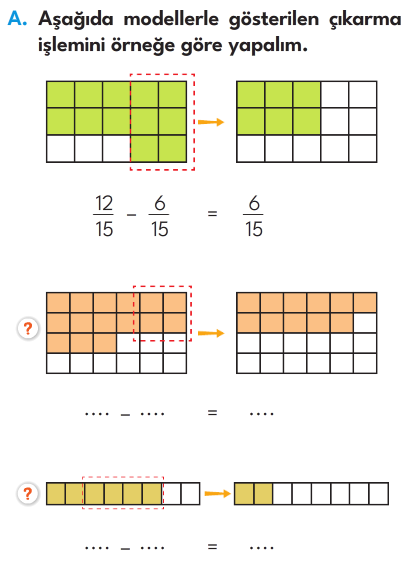 A. Aşağıda modellerle gösterilen çıkarma
işlemini örneğe göre yapalım.
12/15 – 6/15 = 6/15
?
.... – .... = ....
?
.... – .... = ....